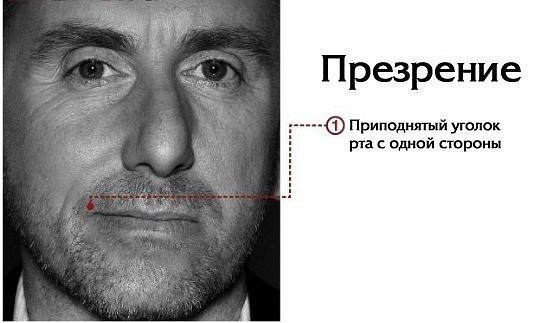 Презрение
1 Приподнятый уголок
рта с одной стороны